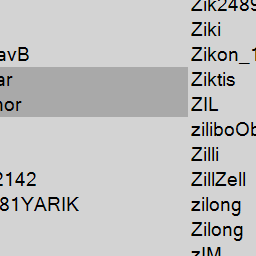 Zik2489
Ziki
avB Zikon_1
ar Ziktis
nor ZIL
ziliboOb
Zilli
2142 ZillZell
81YARIK zilong
Zilong
zIM